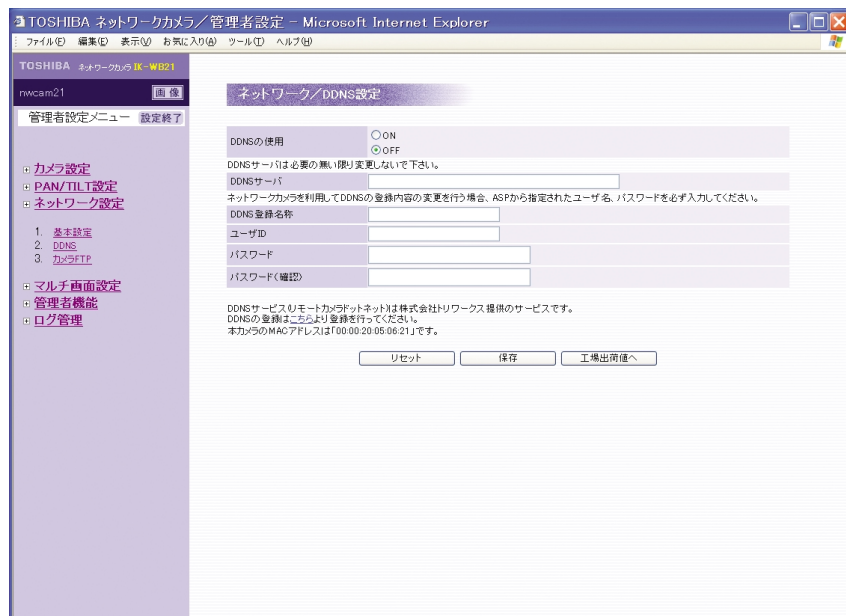 TOSHIBA ネットワークカメラ／管理者設定 - Microsoft Internet Explorer
ファイル(F) 編集(E) 表示(V) お気に入り(A) ツール(T) ヘルプ(H)
TOSHIBA ネットワークカメラ IK-WB21
nwcam21 画像
管理者設定メニュー 設定終了
カメラ設定
PAN/TILT設定
ネットワーク設定
1. 基本設定
2. DDNS
3. カメラFTP
マルチ画面設定
管理者機能
ログ管理
ネットワーク／DDNS設定
DDNSの使用
ON
OFF
DDNSサーバは必要の無い限り変更しないで下さい。
DDNSサーバ
ネットワークカメラを利用してDDNSの登録内容の変更を行う場合、ASPから指定されたユーザ名、パスワードを必ず入力してください。
DDNS登録名称
ユーザID
パスワード
パスワード(確認)
DDNSサービス(リモートカメラドットネット)は株式会社トリワークス提供のサービスです。
DDNSの登録はこちらより登録を行ってください。
本カメラのMACアドレスは「00:00:20:05:06:21」です。
リセット 保存 工場出荷値へ